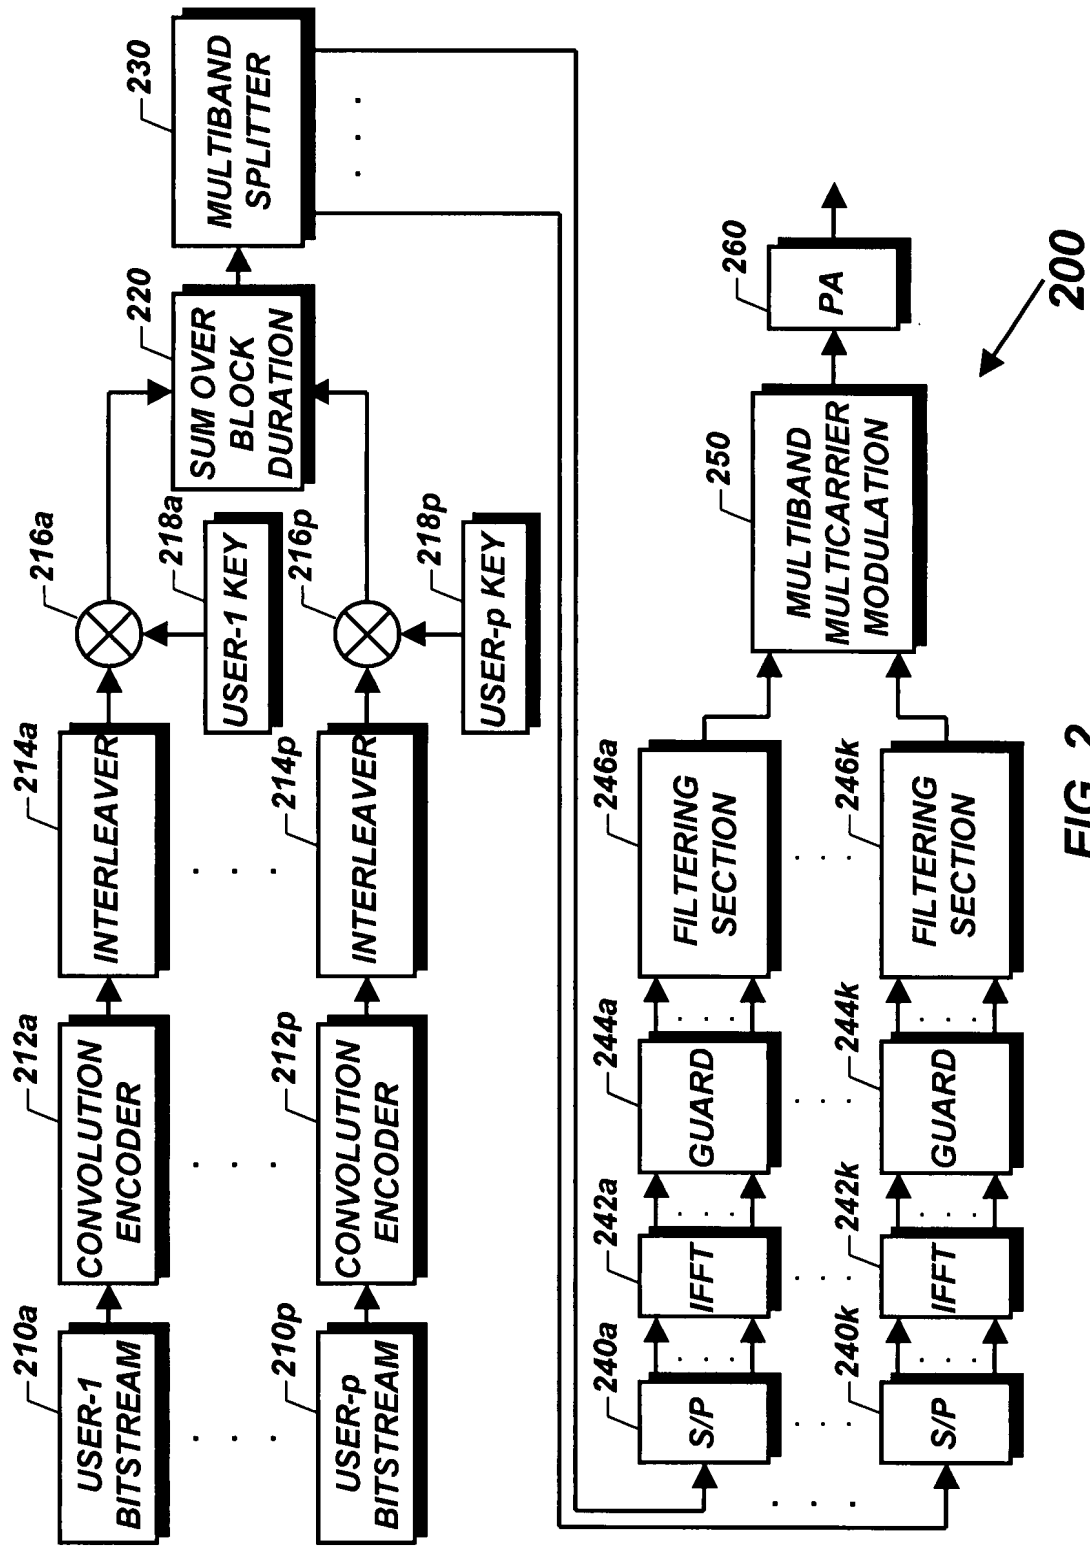 210a
USER-1
BITSTREAM
212a
CONVOLUTION
ENCODER
214a
INTERLEAVER
216a
218a
USER-1 KEY
210p
USER-p
BITSTREAM
212p
CONVOLUTION
ENCODER
214p
INTERLEAVER
216p
218p
USER-p KEY
220
SUM OVER
BLOCK
DURATION
230
MULTIBAND
SPLITTER
240a
S/P
242a
IFFT
244a
GUARD
246a
FILTERING
SECTION
240k
S/P
242k
IFFT
244k
GUARD
246k
FILTERING
SECTION
250
MULTIBAND
MULTICARRIER
MODULATION
260
PA
200
FIG. 2